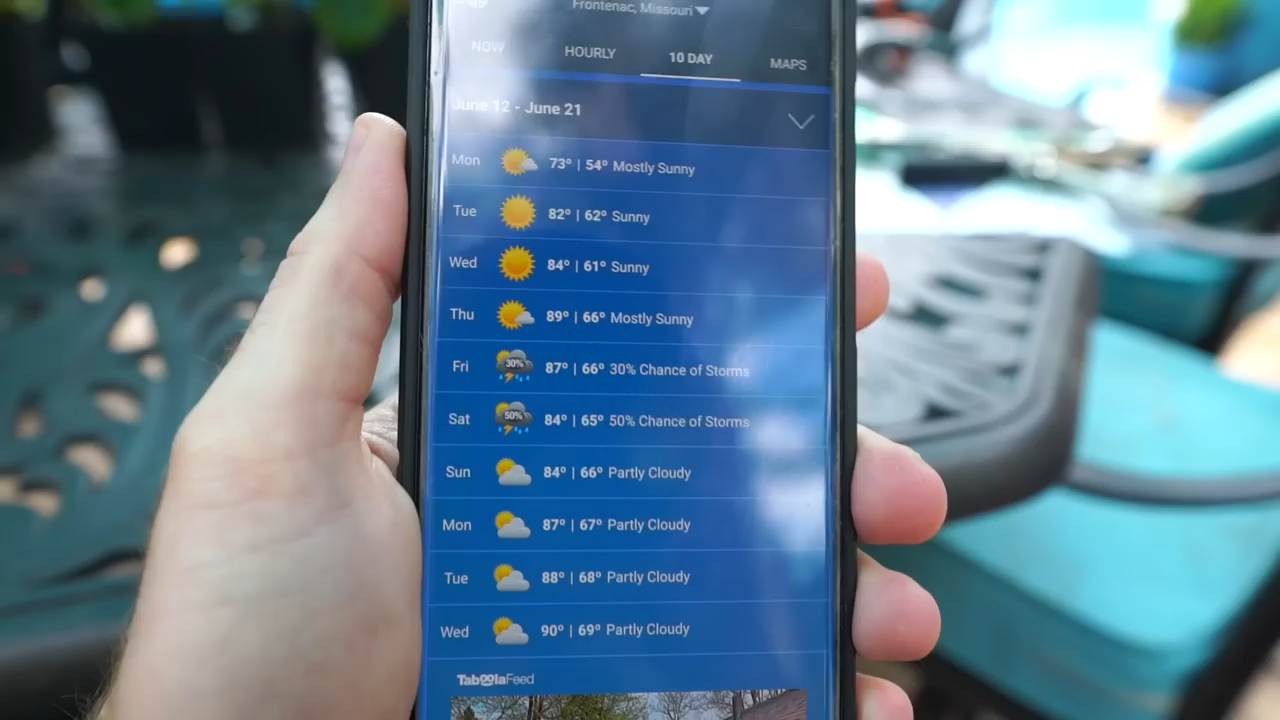 Frontenac, Missouri
NOW HOURLY 10 DAY MAPS
June 12 - June 21
Mon 73° | 54° Mostly Sunny
Tue 82° | 62° Sunny
Wed 84° | 61° Sunny
Thu 89° | 66° Mostly Sunny
Fri 30% 87° | 66° 30% Chance of Storms
Sat 50% 84° | 65° 50% Chance of Storms
Sun 84° | 66° Partly Cloudy
Mon 87° | 67° Partly Cloudy
Tue 88° | 68° Partly Cloudy
Wed 90° | 69° Partly Cloudy
Taboola Feed